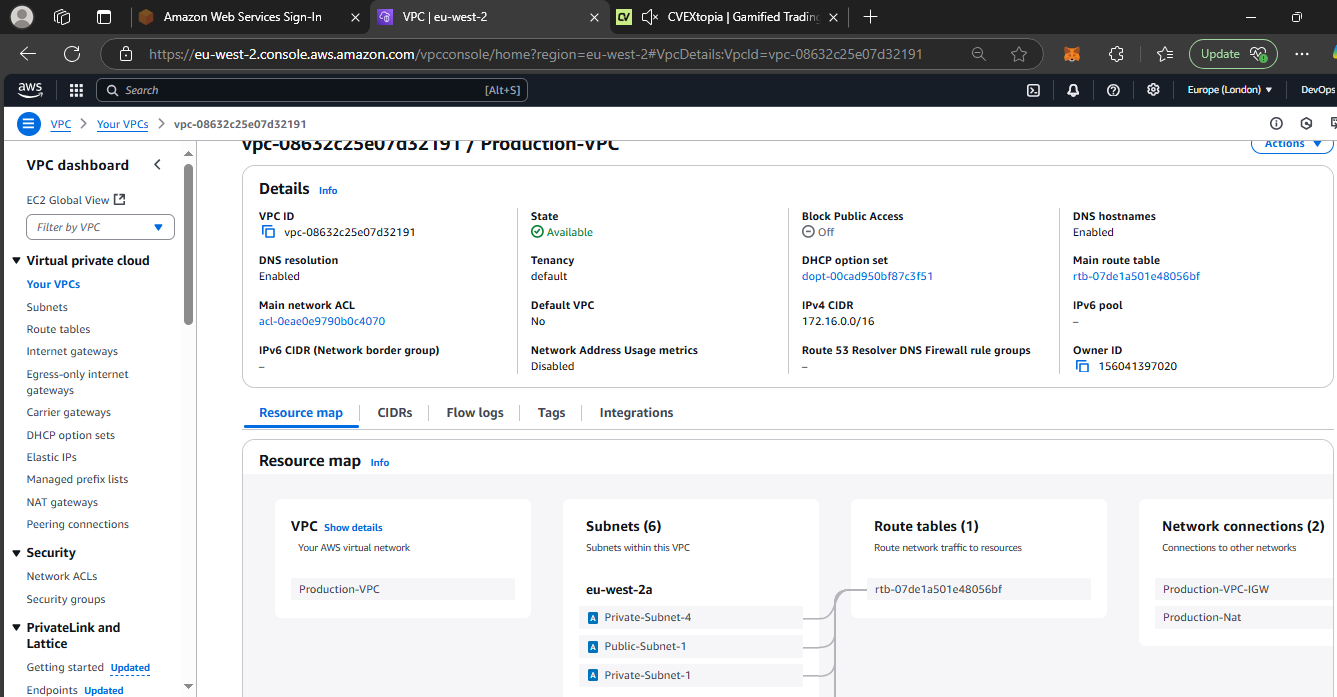 Amazon Web Services Sign-In
VPC | eu-west-2
CV
CVEXtopia | Gamified Trading
https://eu-west-2.console.aws.amazon.com/vpcconsole/home?region=eu-west-2#VpcDetails:VpcId=vpc-08632c25e07d32191
Update
aws
Search
[Alt+S]
Europe (London)
DevOps
VPC
Your VPCs
vpc-08632c25e07d32191
VPC dashboard
EC2 Global View
Filter by VPC
Virtual private cloud
Your VPCs
Subnets
Route tables
Internet gateways
Egress-only internet
gateways
Carrier gateways
DHCP option sets
Elastic IPs
Managed prefix lists
NAT gateways
Peering connections
Security
Network ACLs
Security groups
PrivateLink and
Lattice
Getting started Updated
Endpoints Updated
vpc-08632c25e07d32191 / Production-VPC
Actions
Details Info
VPC ID
vpc-08632c25e07d32191
State
Available
Block Public Access
Off
DNS hostnames
Enabled
DNS resolution
Enabled
Tenancy
default
DHCP option set
dopt-00cad950bf87c3f51
Main route table
rtb-07de1a501e48056bf
Main network ACL
acl-0eae0e9790b0c4070
Default VPC
No
IPv4 CIDR
172.16.0.0/16
IPv6 pool
–
IPv6 CIDR (Network border group)
–
Network Address Usage metrics
Disabled
Route 53 Resolver DNS Firewall rule groups
–
Owner ID
156041397020
Resource map
CIDRs
Flow logs
Tags
Integrations
Resource map Info
VPC Show details
Your AWS virtual network
Production-VPC
Subnets (6)
Subnets within this VPC
eu-west-2a
A Private-Subnet-4
A Public-Subnet-1
A Private-Subnet-1
Route tables (1)
Route network traffic to resources
rtb-07de1a501e48056bf
Network connections (2)
Connections to other networks
Production-VPC-IGW
Production-Nat